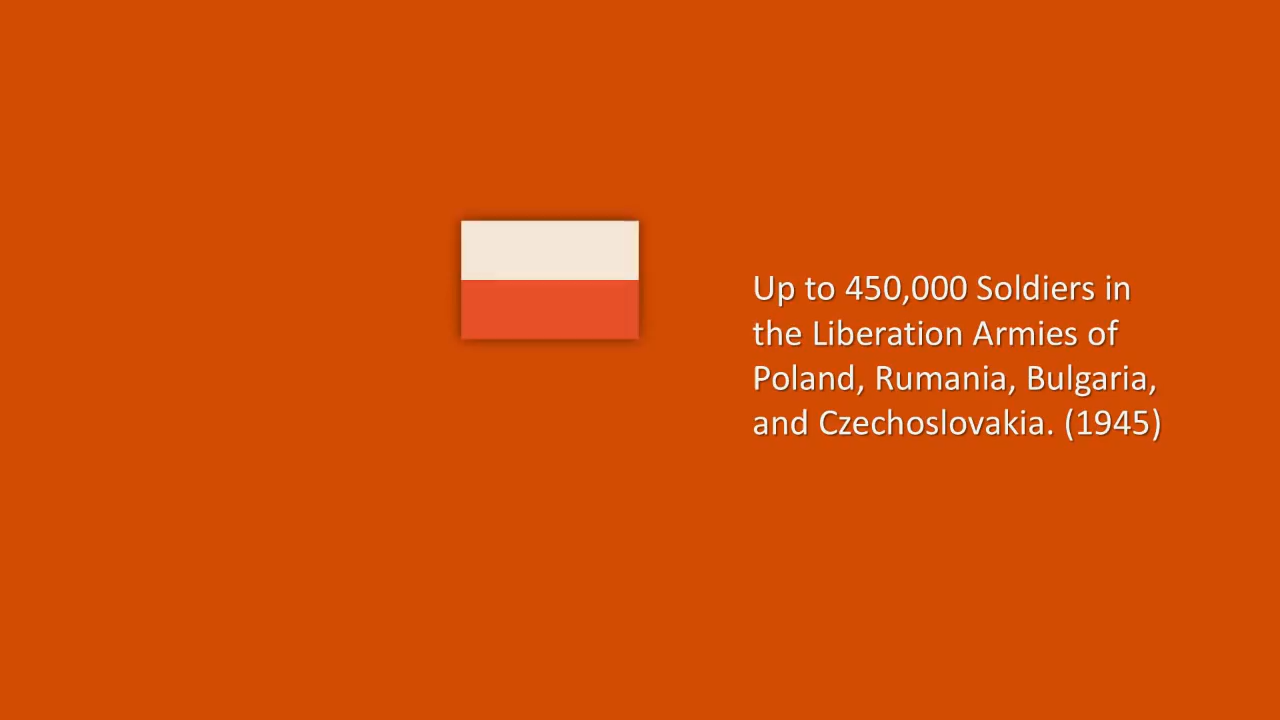 Up to 450,000 Soldiers in
the Liberation Armies of
Poland, Rumania, Bulgaria,
and Czechoslovakia. (1945)